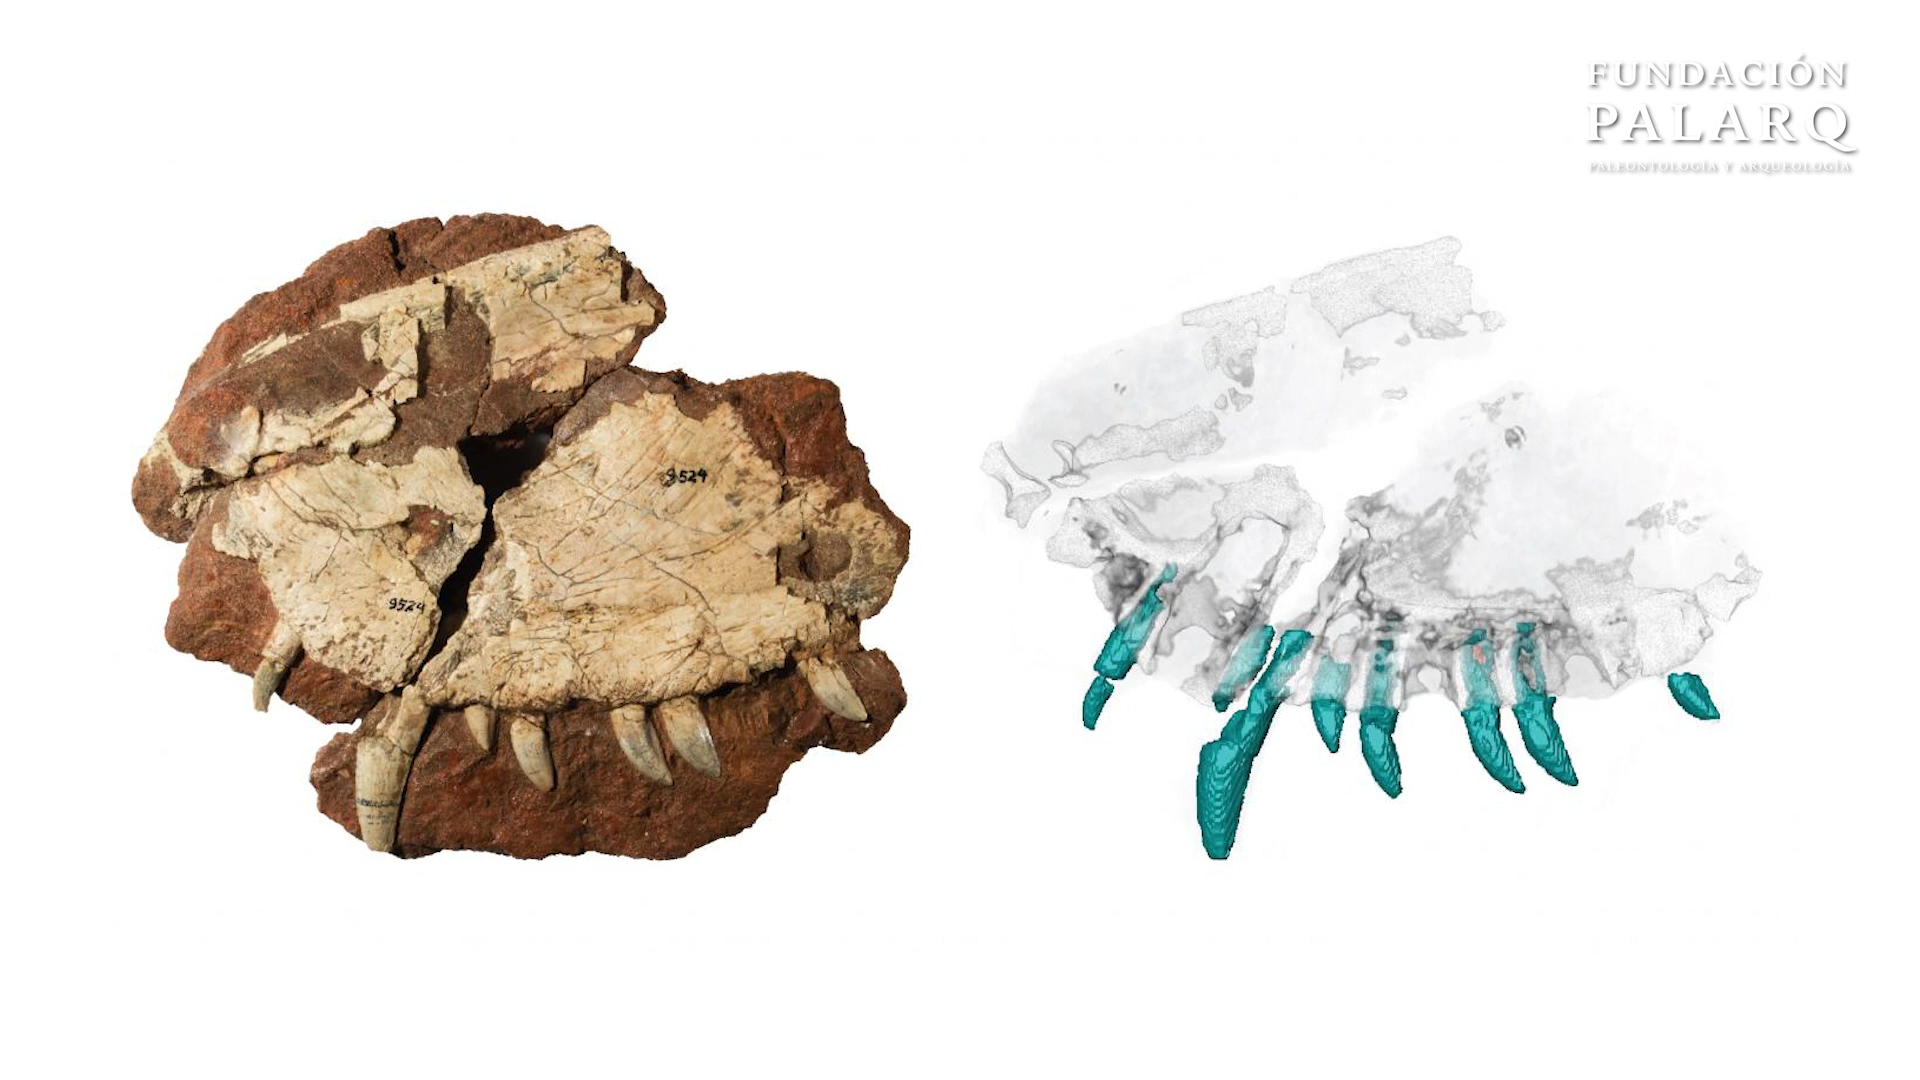 FUNDACIÓN
PALARQ
PALEONTOLOGÍA Y ARQUEOLOGÍA
9524
9524